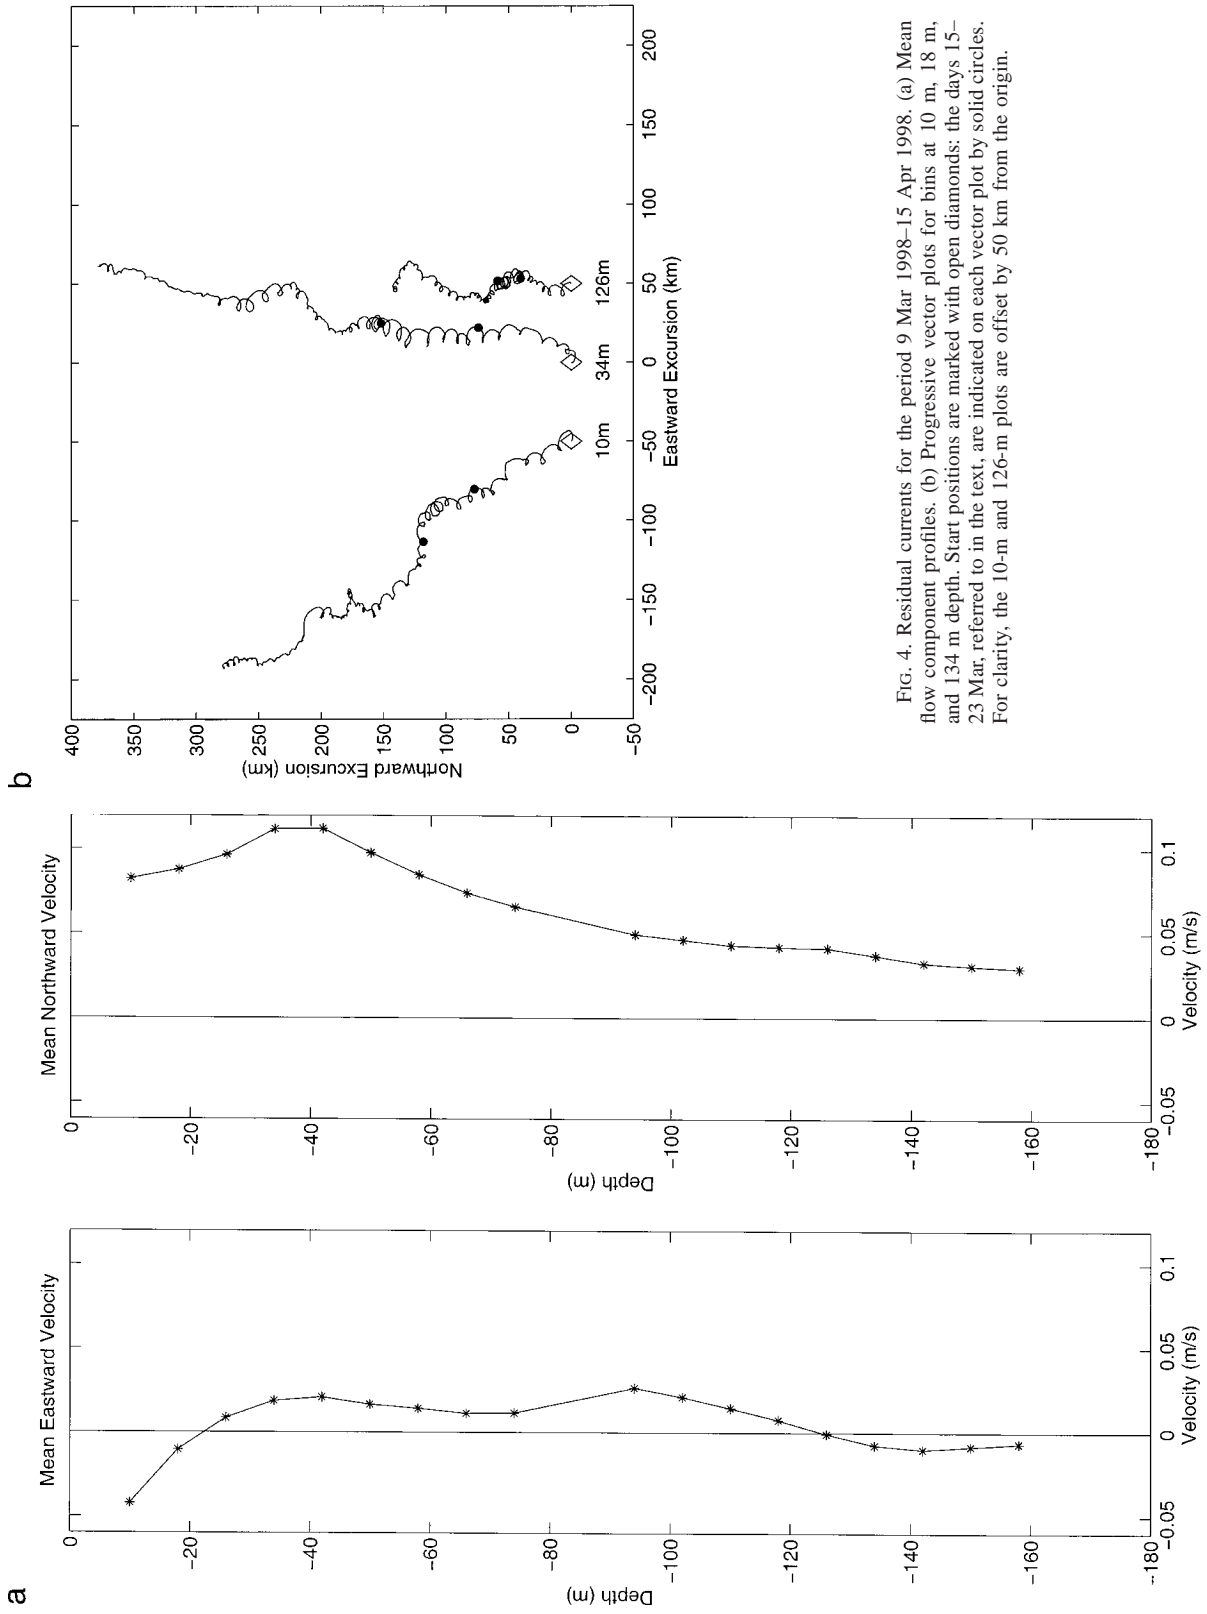 a
Mean Eastward Velocity
0
−20
−40
−60
−80
−100
−120
−140
−160
−180
Depth (m)
−0.05
0
0.05
0.1
Velocity (m/s)
Mean Northward Velocity
0
−20
−40
−60
−80
−100
−120
−140
−160
−180
Depth (m)
−0.05
0
0.05
0.1
Velocity (m/s)
b
400
350
300
250
200
150
100
50
0
−50
Northward Excursion (km)
10m
34m
126m
−200
−150
−100
−50
0
50
100
150
200
Eastward Excursion (km)
FIG. 4. Residual currents for the period 9 Mar 1998–15 Apr 1998. (a) Mean
flow component profiles. (b) Progressive vector plots for bins at 10 m, 18 m,
and 134 m depth. Start positions are marked with open diamonds: the days 15–
23 Mar, referred to in the text, are indicated on each vector plot by solid circles.
For clarity, the 10-m and 126-m plots are offset by 50 km from the origin.